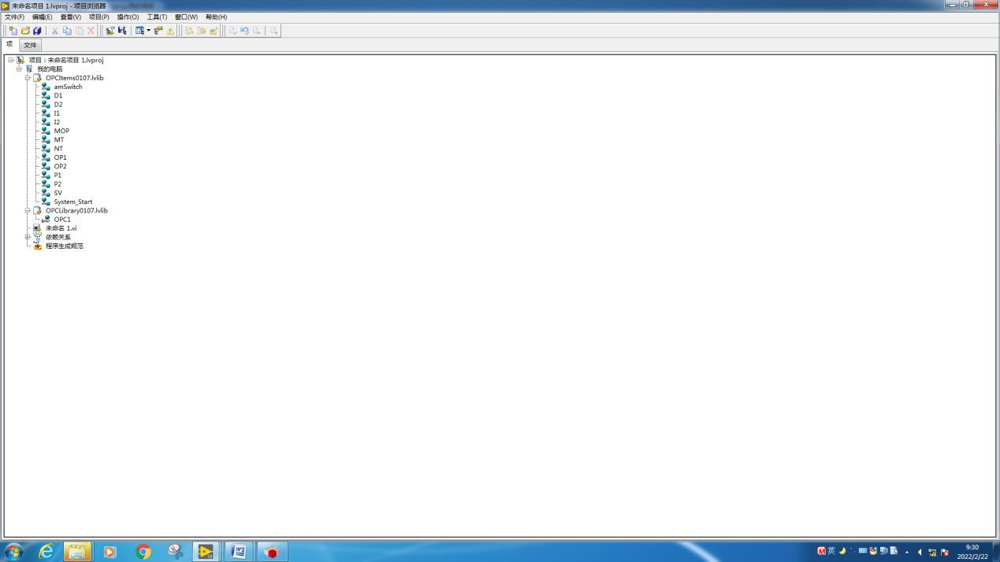 未命名项目 1.lvproj - 项目浏览器
文件(F) 编辑(E) 查看(V) 项目(P) 操作(O) 工具(T) 窗口(W) 帮助(H)
项 文件
项目：未命名项目 1.lvproj
我的电脑
OPCItems0107.lvlib
amSwitch
D1
D2
I1
I2
MOP
MT
NT
OP1
OP2
P1
P2
SV
System_Start
OPCLibrary0107.lvlib
OPC1
未命名 1.vi
依赖关系
程序生成规范
英
9:30
2022/2/22